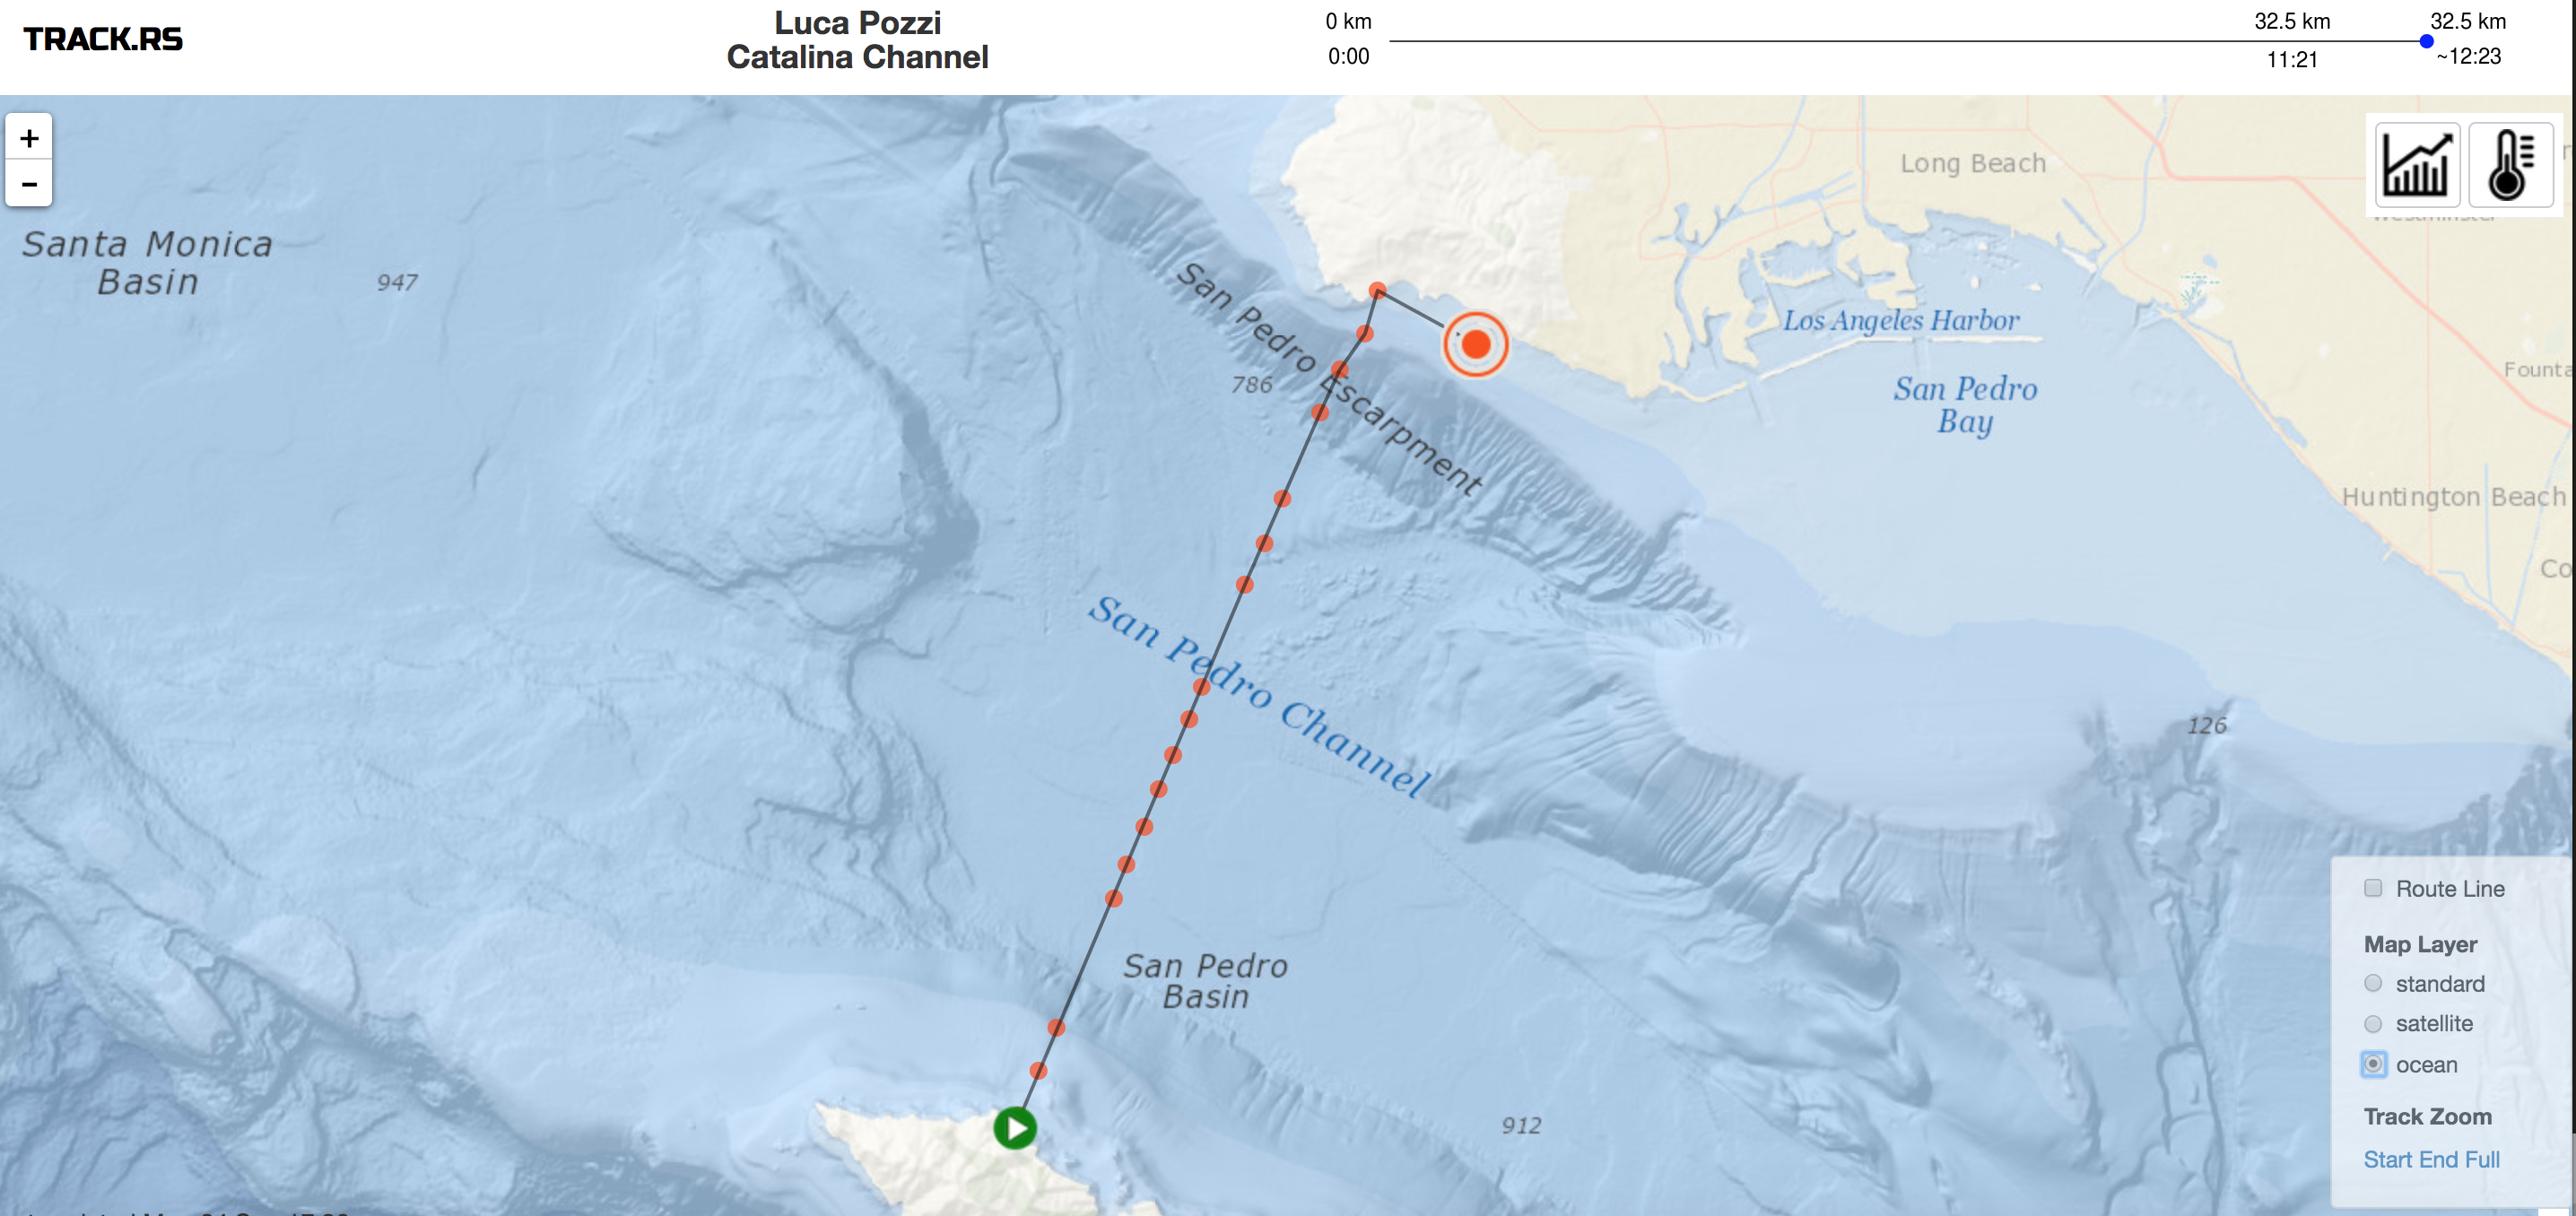 TRACK.RS
Luca Pozzi
Catalina Channel
0 km
32.5 km
32.5 km
0:00
11:21
~12:23
+
-
Long Beach
Westminster
Santa Monica
Basin
947
San Pedro Escarpment
786
Los Angeles Harbor
San Pedro
Bay
Founta
Huntington Beach
Co
San Pedro Channel
126
San Pedro
Basin
912
Route Line
Map Layer
standard
satellite
ocean
Track Zoom
Start End Full